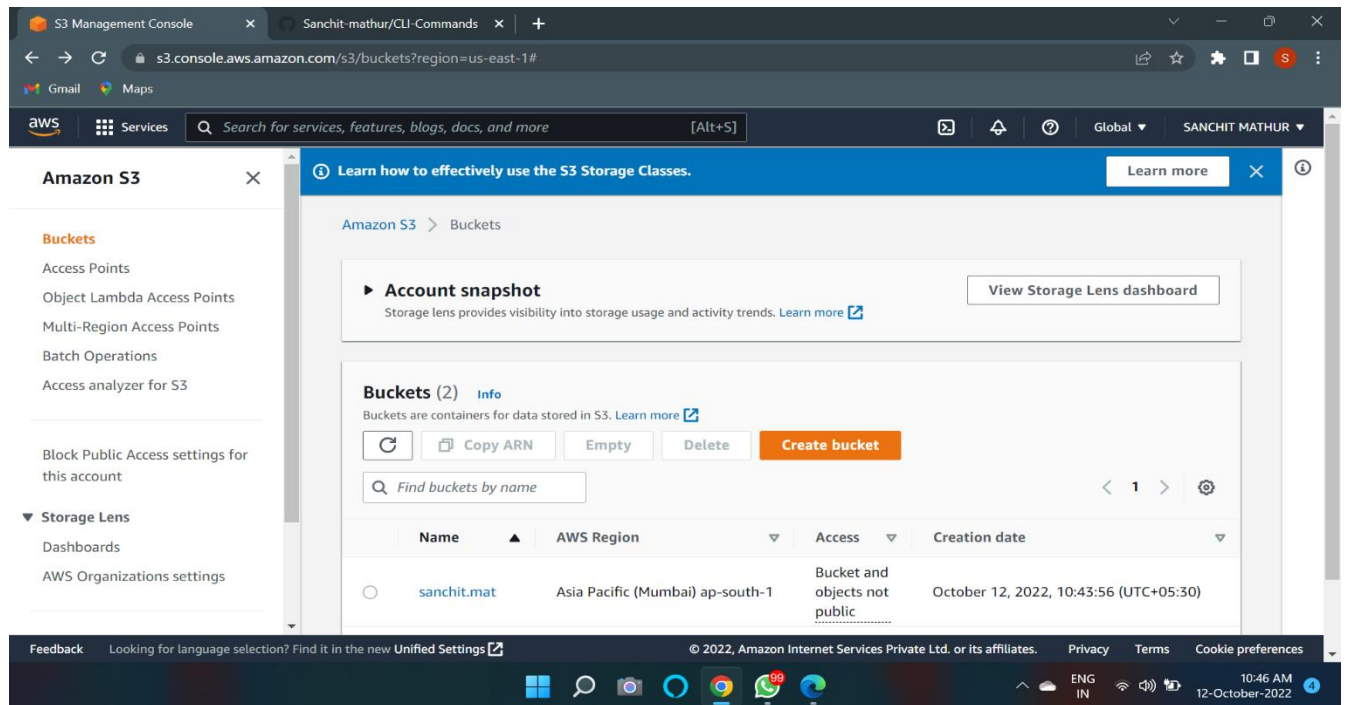 S3 Management Console
Sanchit-mathur/CLI-Commands
s3.console.aws.amazon.com/s3/buckets?region=us-east-1#
S
Gmail
Maps
aws
Services
Search for services, features, blogs, docs, and more
[Alt+S]
Global
SANCHIT MATHUR
Amazon S3
Learn how to effectively use the S3 Storage Classes.
Learn more
Buckets
Access Points
Object Lambda Access Points
Multi-Region Access Points
Batch Operations
Access analyzer for S3
Block Public Access settings for
this account
Storage Lens
Dashboards
AWS Organizations settings
Amazon S3 > Buckets
Account snapshot
View Storage Lens dashboard
Storage lens provides visibility into storage usage and activity trends. Learn more
Buckets (2) Info
Buckets are containers for data stored in S3. Learn more
Copy ARN
Empty
Delete
Create bucket
Find buckets by name
1
Name
AWS Region
Access
Creation date
sanchit.mat
Asia Pacific (Mumbai) ap-south-1
Bucket and
objects not
public
October 12, 2022, 10:43:56 (UTC+05:30)
Feedback
Looking for language selection? Find it in the new Unified Settings
© 2022, Amazon Internet Services Private Ltd. or its affiliates.
Privacy
Terms
Cookie preferences
99
ENG
IN
10:46 AM
12-October-2022
4